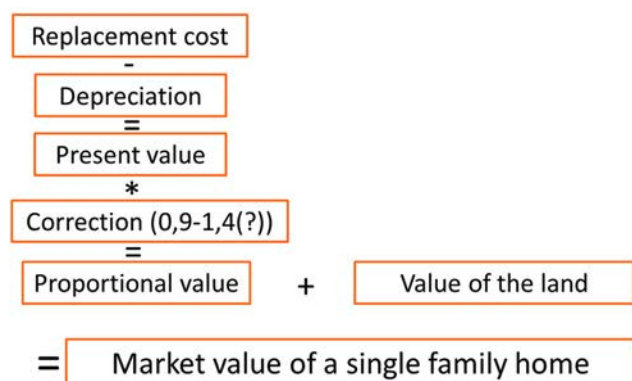 Replacement cost
-
Depreciation
=
Present value
*
Correction (0,9-1,4(?))
=
Proportional value + Value of the land
= Market value of a single family home